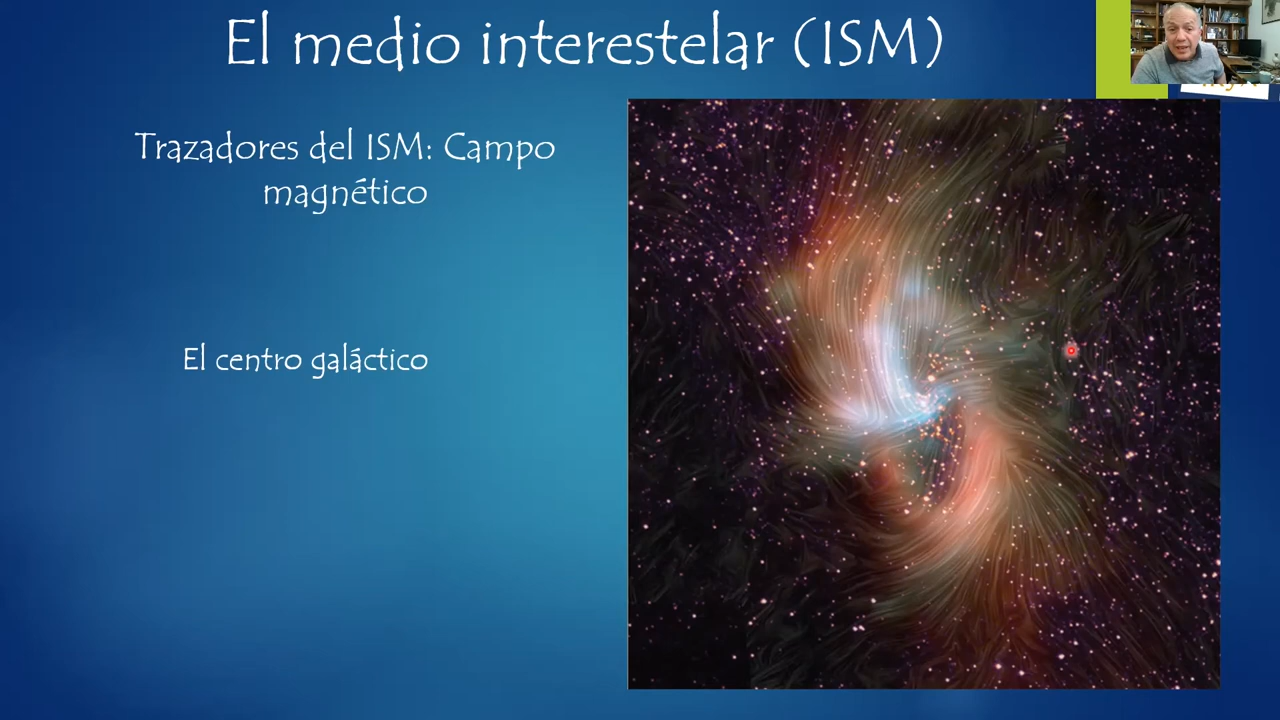 El medio interestelar (ISM)
Trazadores del ISM: Campo
magnético
El centro galáctico